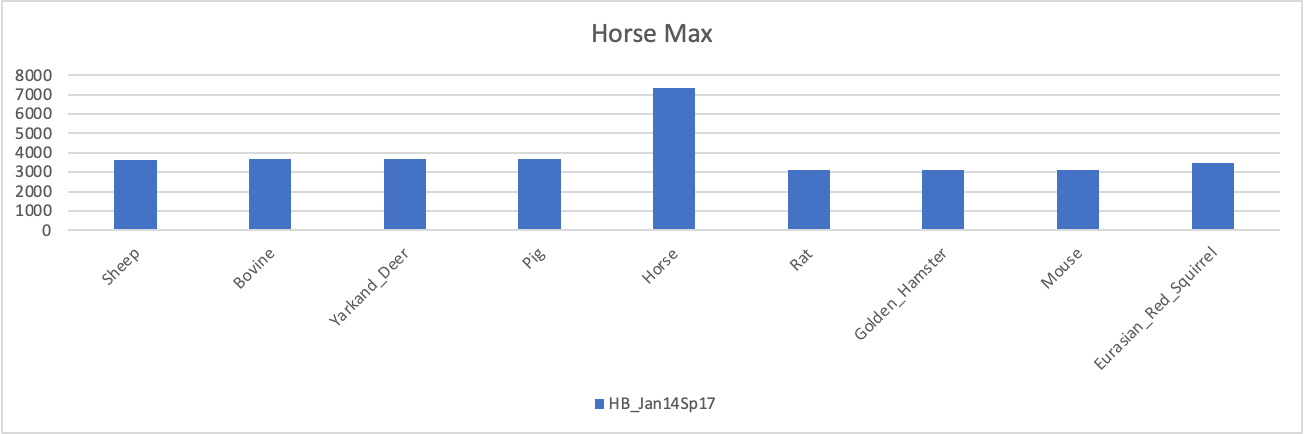 Horse Max
8000
7000
6000
5000
4000
3000
2000
1000
0
Sheep
Bovine
Yarkand_Deer
Pig
Horse
Rat
Golden_Hamster
Mouse
Eurasian_Red_Squirrel
HB_Jan14Sp17